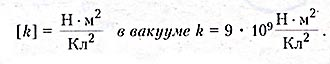 [k] = Н · м² / Кл² в вакууме k = 9 · 10⁹ Н · м² / Кл² .